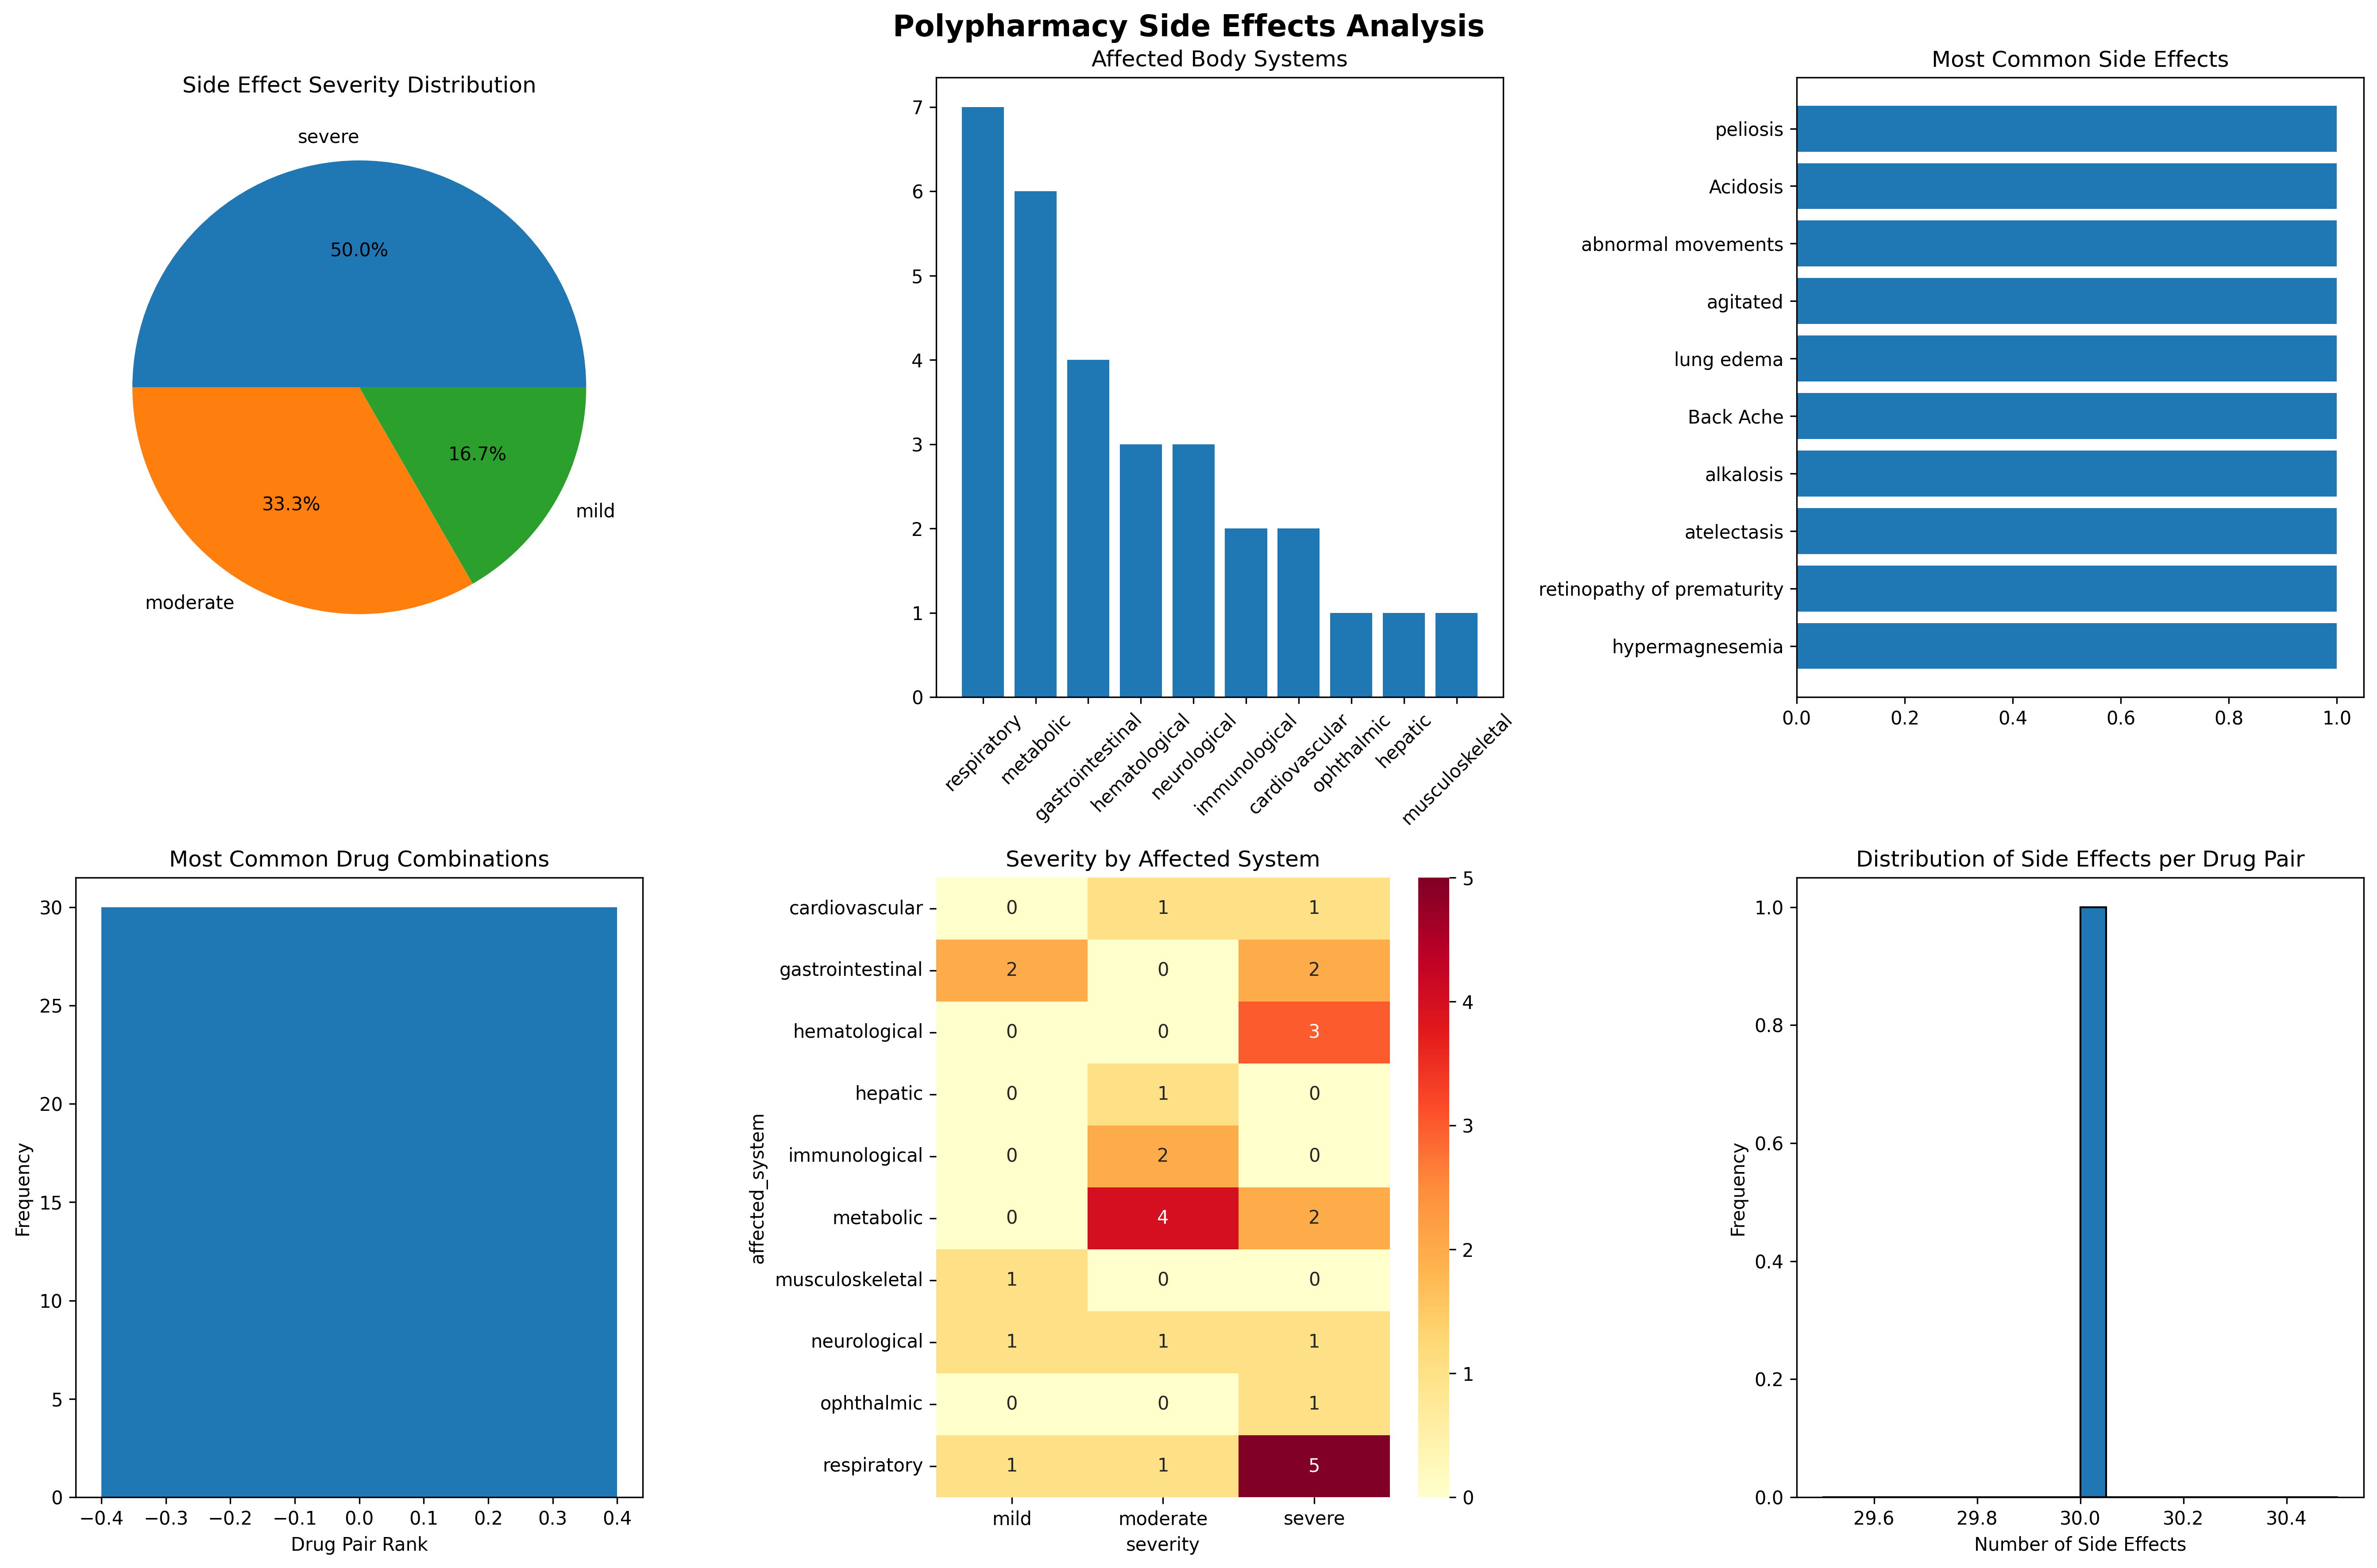 Polypharmacy Side Effects Analysis
Side Effect Severity Distribution
severe
50.0%
16.7%
33.3%
mild
moderate
Affected Body Systems
7
6
5
4
3
2
1
0
respiratory
metabolic
gastrointestinal
hematological
neurological
immunological
cardiovascular
ophthalmic
hepatic
musculoskeletal
Most Common Side Effects
peliosis
Acidosis
abnormal movements
agitated
lung edema
Back Ache
alkalosis
atelectasis
retinopathy of prematurity
hypermagnesemia
0.0 0.2 0.4 0.6 0.8 1.0
Most Common Drug Combinations
Frequency
30
25
20
15
10
5
0
−0.4 −0.3 −0.2 −0.1 0.0 0.1 0.2 0.3 0.4
Drug Pair Rank
Severity by Affected System
affected_system
cardiovascular 0 1 1
gastrointestinal 2 0 2
hematological 0 0 3
hepatic 0 1 0
immunological 0 2 0
metabolic 0 4 2
musculoskeletal 1 0 0
neurological 1 1 1
ophthalmic 0 0 1
respiratory 1 1 5
mild moderate severe
severity
5
4
3
2
1
0
Distribution of Side Effects per Drug Pair
Frequency
1.0
0.8
0.6
0.4
0.2
0.0
29.6 29.8 30.0 30.2 30.4
Number of Side Effects